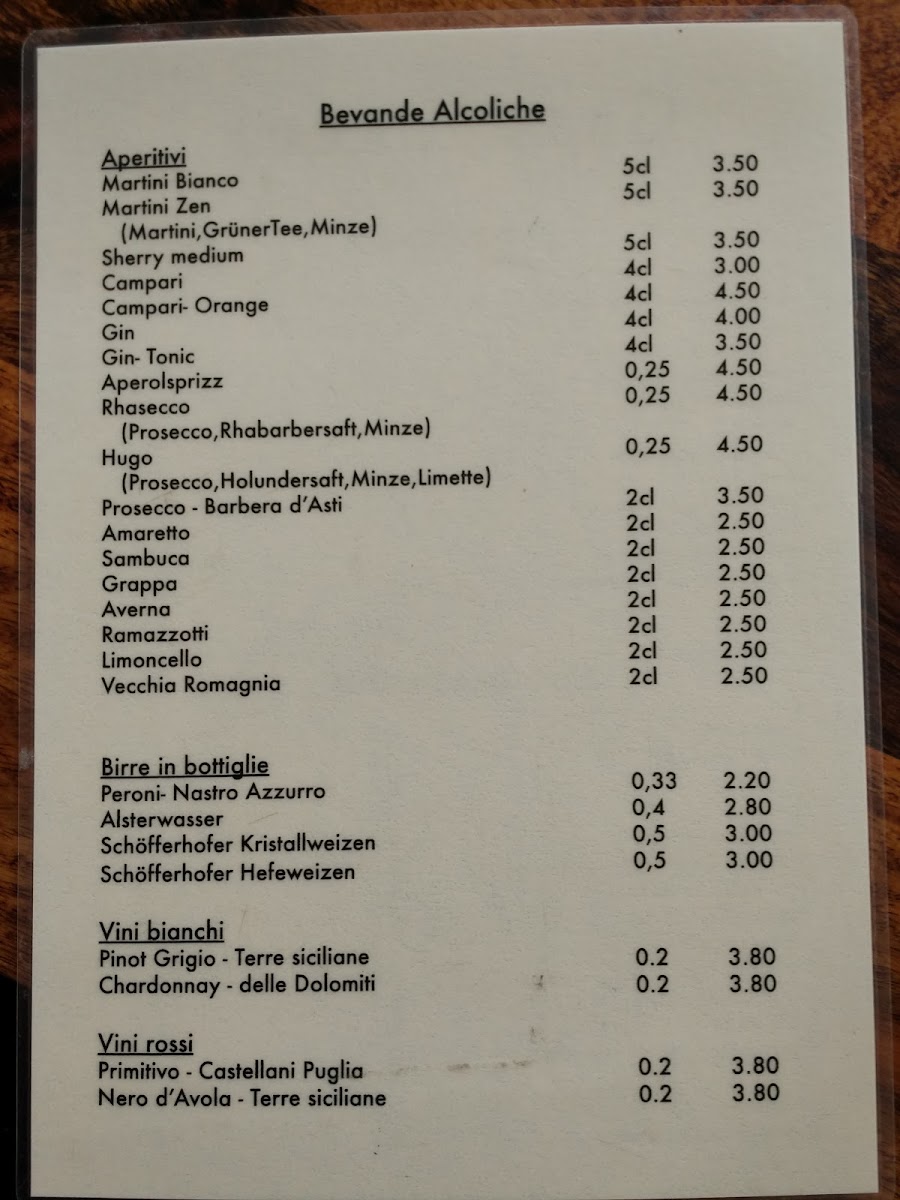 Bevande Alcoliche
Aperitivi
Martini Bianco 5cl 3.50
Martini Zen 5cl 3.50
(Martini,GrünerTee,Minze)
Sherry medium 5cl 3.50
Campari 4cl 3.00
Campari- Orange 4cl 4.50
Gin 4cl 4.00
Gin- Tonic 4cl 3.50
Aperolsprizz 0,25 4.50
Rhasecco 0,25 4.50
(Prosecco,Rhabarbersaft,Minze)
Hugo 0,25 4.50
(Prosecco,Holundersaft,Minze,Limette)
Prosecco - Barbera d’Asti 2cl 3.50
Amaretto 2cl 2.50
Sambuca 2cl 2.50
Grappa 2cl 2.50
Averna 2cl 2.50
Ramazzotti 2cl 2.50
Limoncello 2cl 2.50
Vecchia Romagnia 2cl 2.50
Birre in bottiglie
Peroni- Nastro Azzurro 0,33 2.20
Alsterwasser 0,4 2.80
Schöfferhofer Kristallweizen 0,5 3.00
Schöfferhofer Hefeweizen 0,5 3.00
Vini bianchi
Pinot Grigio - Terre siciliane 0.2 3.80
Chardonnay - delle Dolomiti 0.2 3.80
Vini rossi
Primitivo - Castellani Puglia 0.2 3.80
Nero d’Avola - Terre siciliane 0.2 3.80